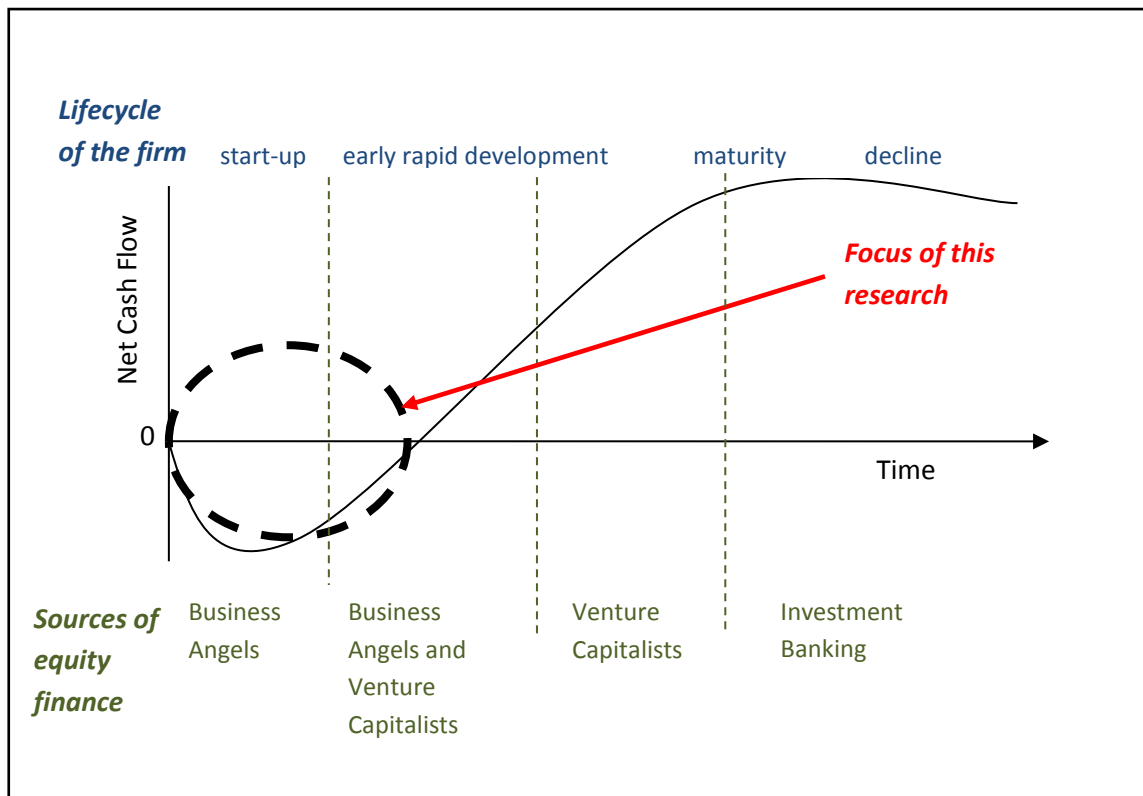 Lifecycle
of the firm
start-up
early rapid development
maturity
decline
Net Cash Flow
Focus of this
research
0
Time
Sources of
equity
finance
Business
Angels
Business
Angels and
Venture
Capitalists
Venture
Capitalists
Investment
Banking